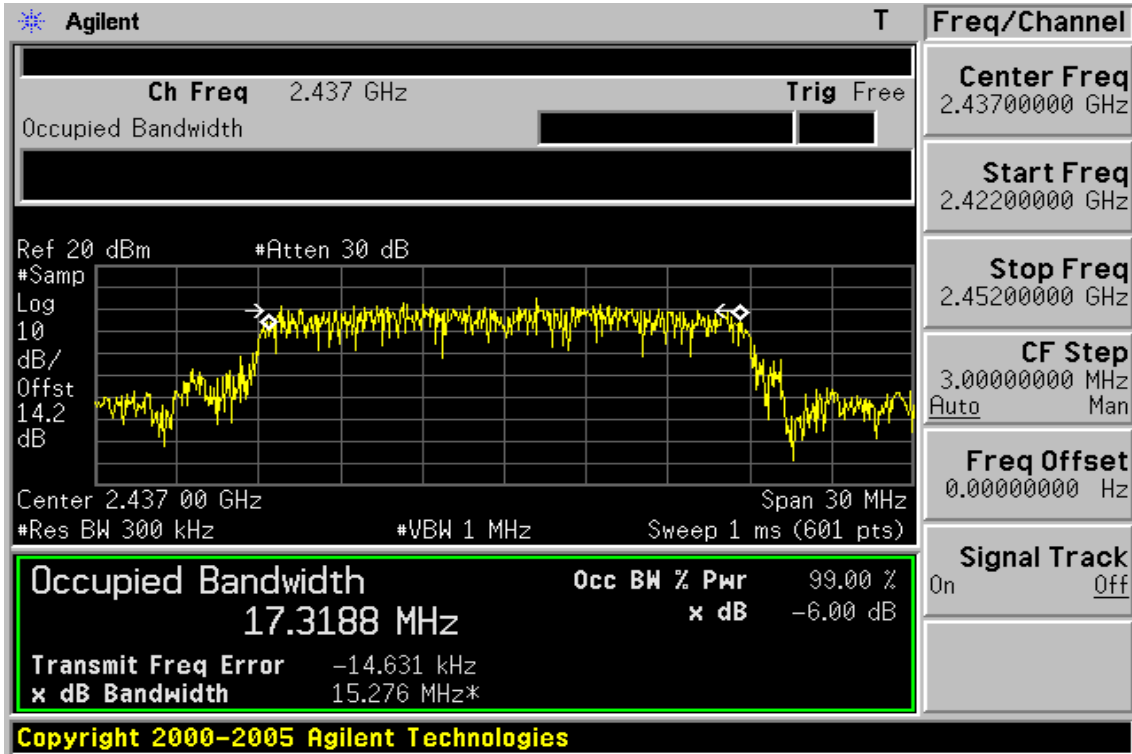 Agilent T
Freq/Channel
Ch Freq 2.437 GHz Trig Free
Occupied Bandwidth
Center Freq
2.43700000 GHz
Start Freq
2.42200000 GHz
Stop Freq
2.45200000 GHz
CF Step
3.00000000 MHz
Auto Man
Freq Offset
0.00000000 Hz
Signal Track
On Off
Ref 20 dBm #Atten 30 dB
#Samp
Log
10
dB/
Offst
14.2
dB
Center 2.437 00 GHz Span 30 MHz
#Res BW 300 kHz #VBW 1 MHz Sweep 1 ms (601 pts)
Occupied Bandwidth
17.3188 MHz
Occ BW % Pwr 99.00 %
x dB -6.00 dB
Transmit Freq Error -14.631 kHz
x dB Bandwidth 15.276 MHz*
Copyright 2000-2005 Agilent Technologies